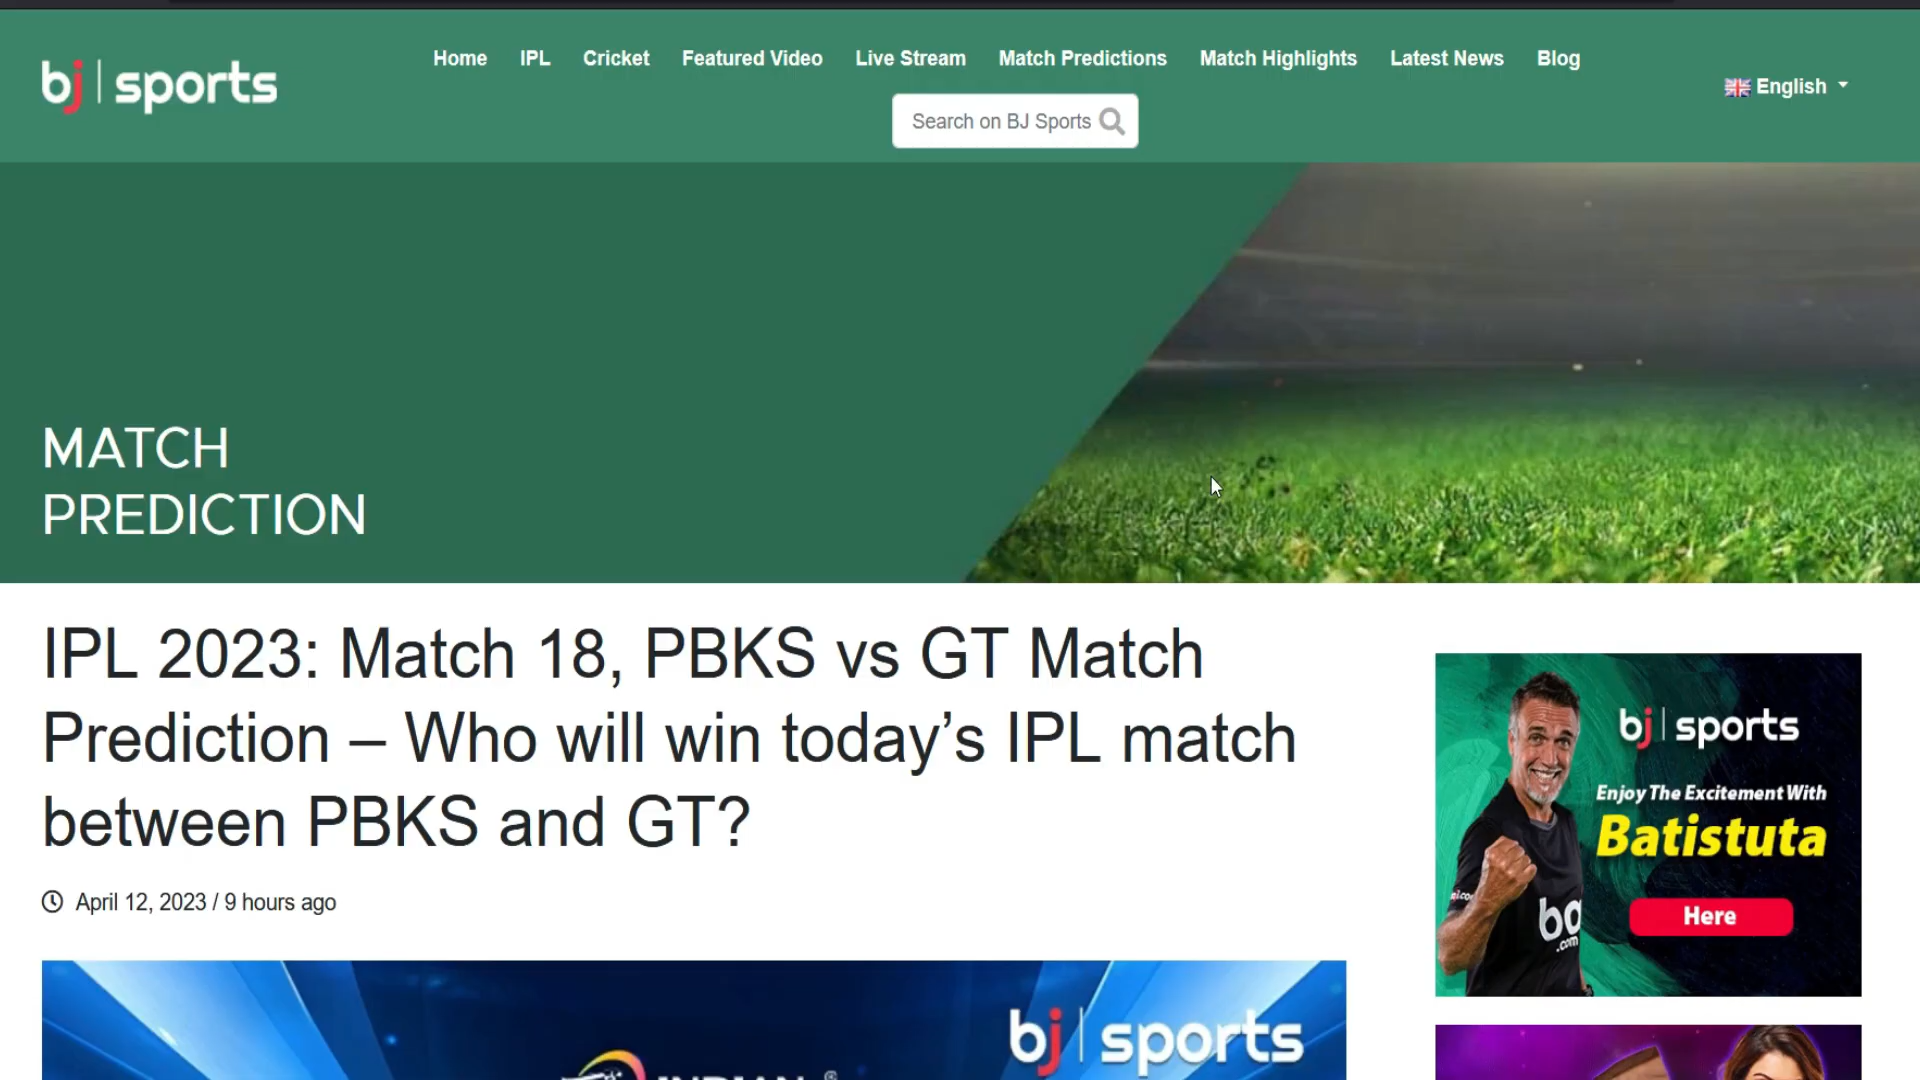 bj sports
Home IPL Cricket Featured Video Live Stream Match Predictions Match Highlights Latest News Blog
English
Search on BJ Sports
MATCH
PREDICTION
IPL 2023: Match 18, PBKS vs GT Match
Prediction – Who will win today’s IPL match
between PBKS and GT?
April 12, 2023 / 9 hours ago
bj sports
Enjoy The Excitement With
Batistuta
Here
bj sports
INDIAN